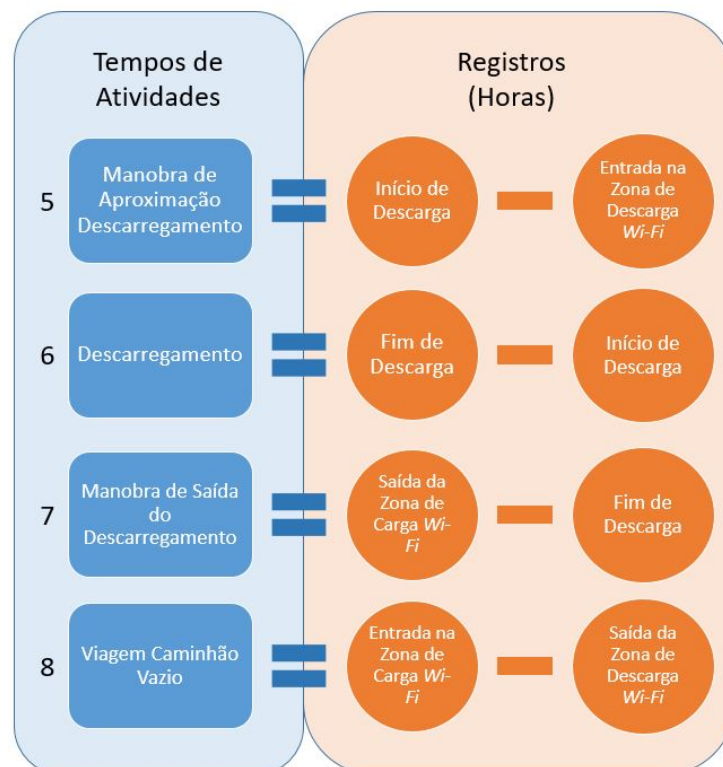 Tempos de
Atividades
Registros
(Horas)
5
Manobra de
Aproximação
Descarregamento
Início de
Descarga
Entrada na
Zona de
Descarga
Wi-Fi
6
Descarregamento
Fim de
Descarga
Início de
Descarga
7
Manobra de Saída
do
Descarregamento
Saída da
Zona de
Carga Wi-
Fi
Fim de
Descarga
8
Viagem Caminhão
Vazio
Entrada na
Zona de
Carga Wi-
Fi
Saída da
Zona de
Descarga
Wi-Fi